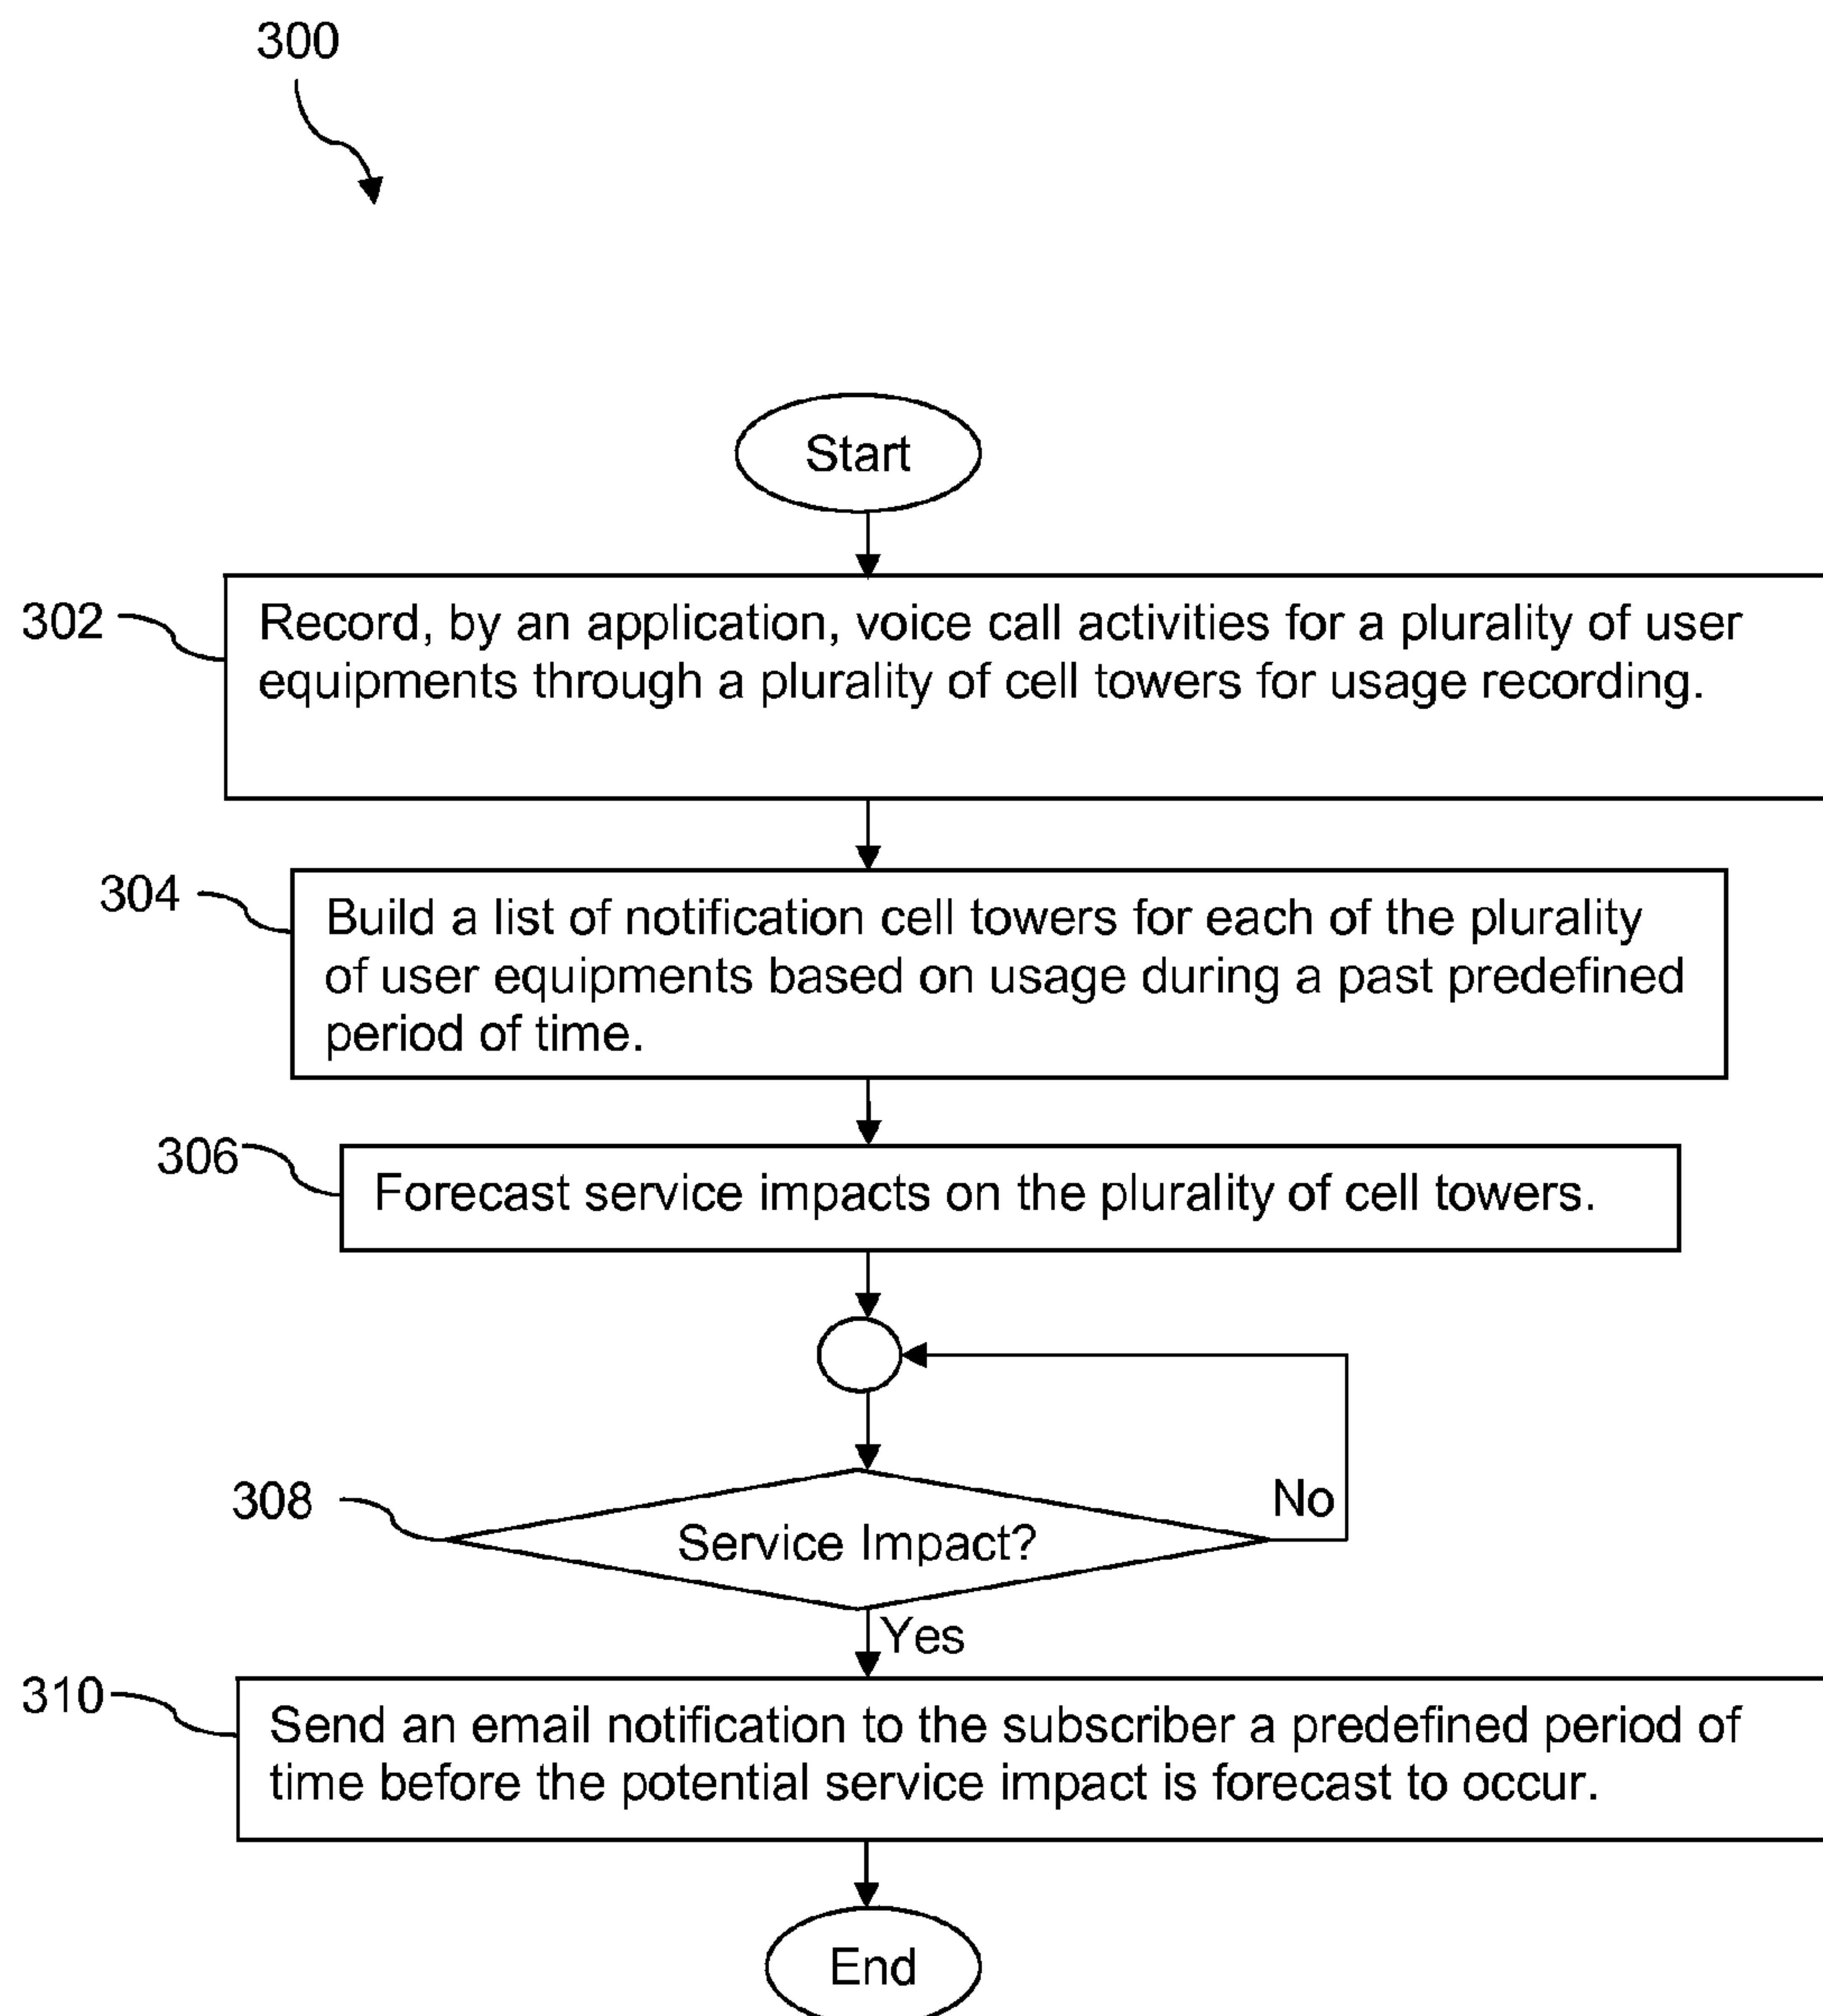 300
Start
302
Record, by an application, voice call activities for a plurality of user
equipments through a plurality of cell towers for usage recording.
304
Build a list of notification cell towers for each of the plurality
of user equipments based on usage during a past predefined
period of time.
306
Forecast service impacts on the plurality of cell towers.
308
Service Impact?
No
Yes
310
Send an email notification to the subscriber a predefined period of
time before the potential service impact is forecast to occur.
End